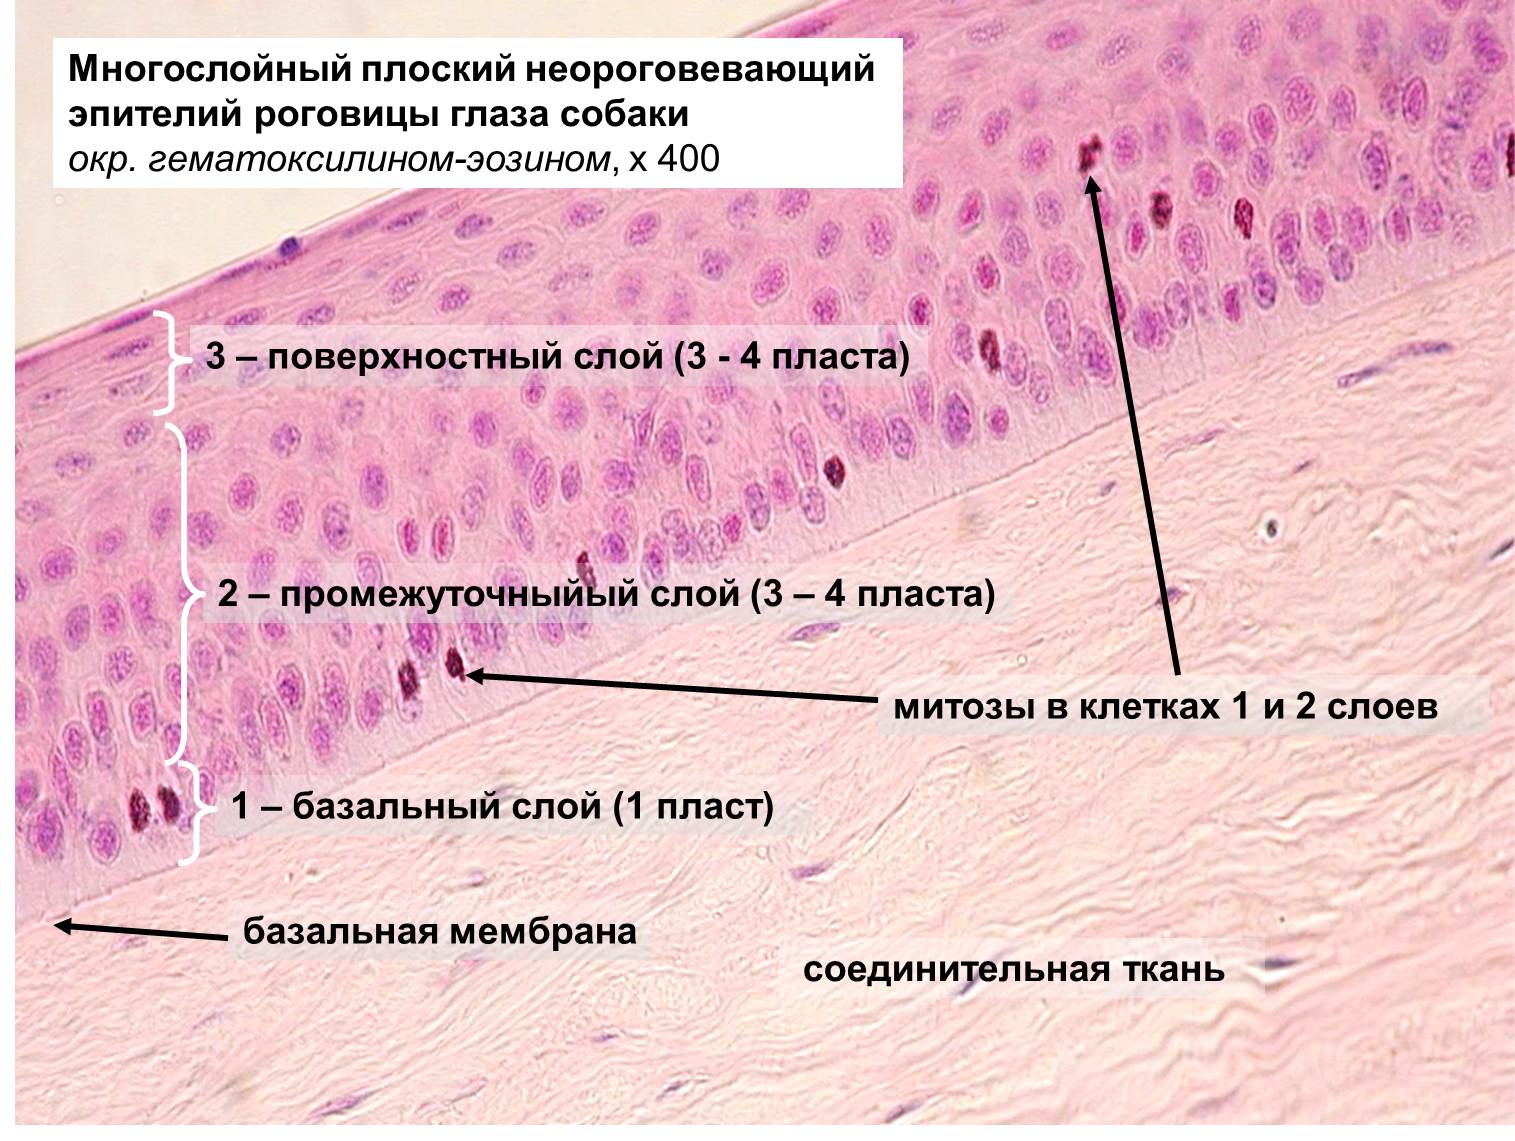 Многослойный плоский неороговевающий
эпителий роговицы глаза собаки
окр. гематоксилином-эозином, х 400
3 – поверхностный слой (3 - 4 пласта)
2 – промежуточныйый слой (3 – 4 пласта)
митозы в клетках 1 и 2 слоев
1 – базальный слой (1 пласт)
базальная мембрана
соединительная ткань